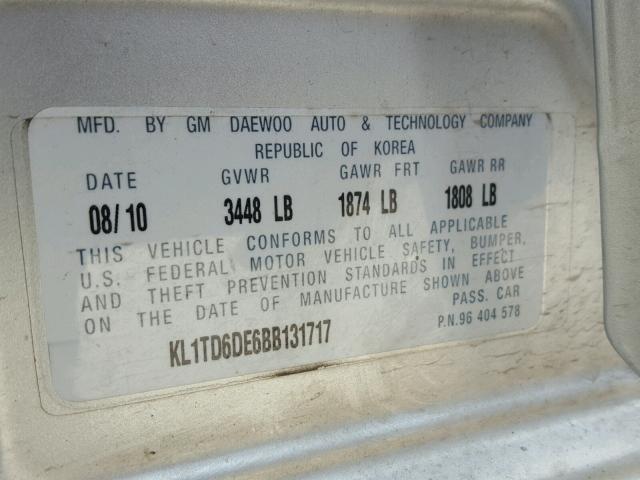 MFD. BY GM DAEWOO AUTO & TECHNOLOGY COMPANY
REPUBLIC OF KOREA
DATE GVWR GAWR FRT GAWR RR
08/10 3448 LB 1874 LB 1808 LB
THIS VEHICLE CONFORMS TO ALL APPLICABLE
U.S. FEDERAL MOTOR VEHICLE SAFETY, BUMPER,
AND THEFT PREVENTION STANDARDS IN EFFECT
ON THE DATE OF MANUFACTURE SHOWN ABOVE
PASS. CAR
KL1TD6DE6BB131717 P.N.96 404 578